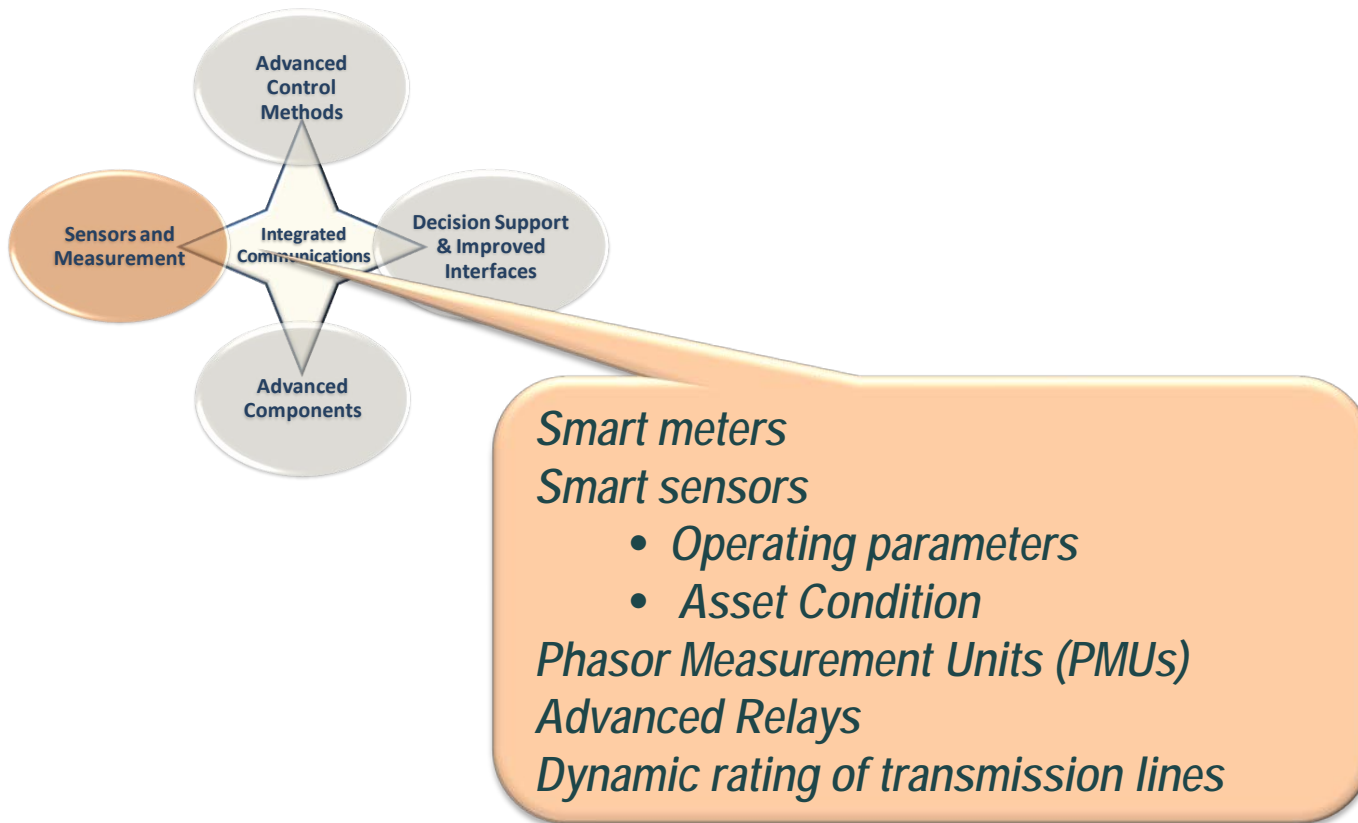 Advanced
Control
Methods
Sensors and
Measurement
Integrated
Communications
Decision Support
& Improved
Interfaces
Advanced
Components
Smart meters
Smart sensors
• Operating parameters
• Asset Condition
Phasor Measurement Units (PMUs)
Advanced Relays
Dynamic rating of transmission lines